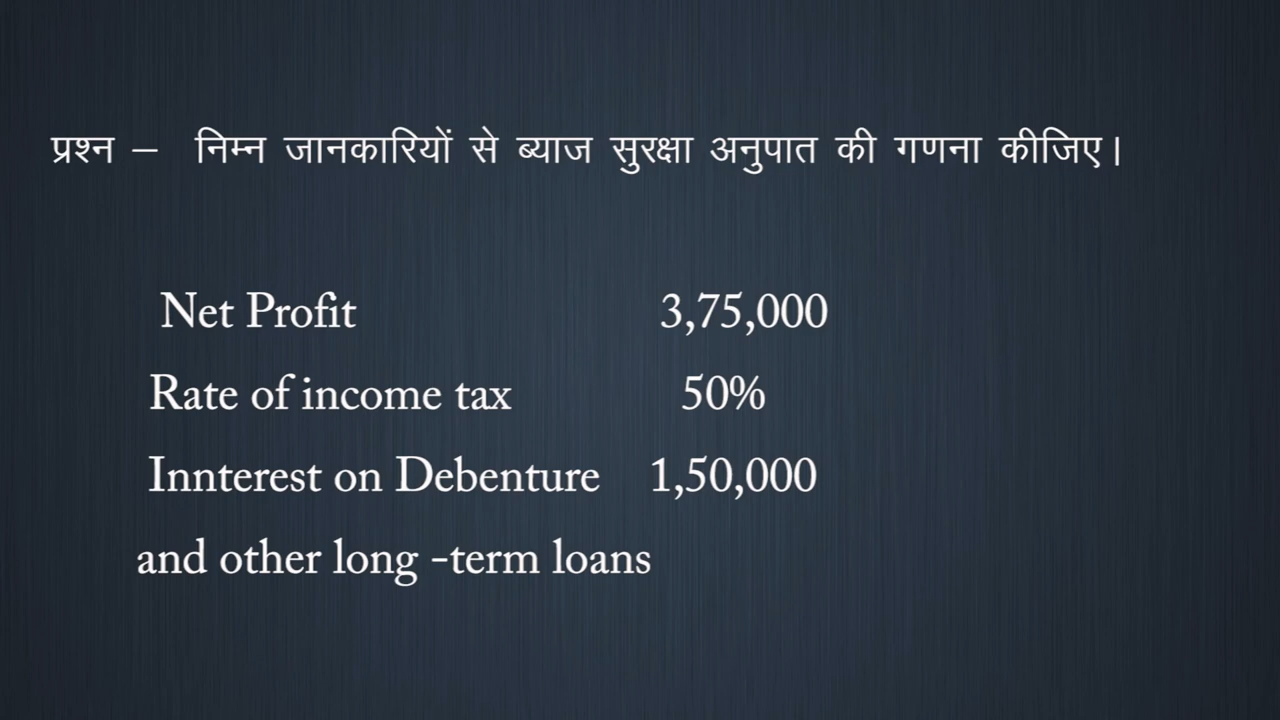 प्रश्न – निम्न जानकारियों से ब्याज सुरक्षा अनुपात की गणना कीजिए।
Net Profit 3,75,000
Rate of income tax 50%
Innterest on Debenture 1,50,000
and other long -term loans